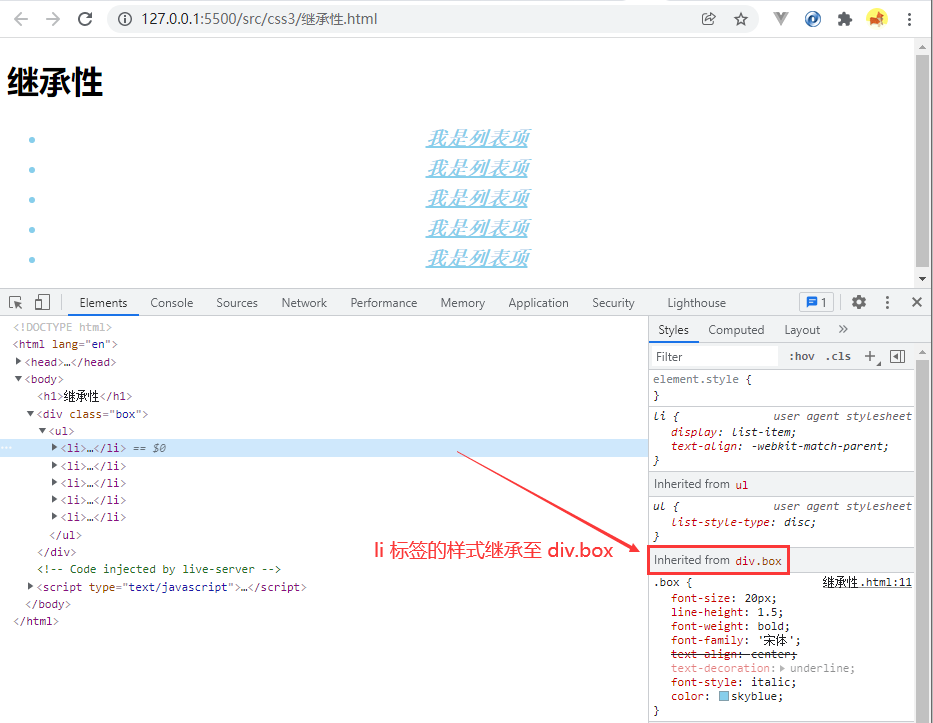 127.0.0.1:5500/src/css3/继承性.html
继承性
我是列表项
我是列表项
我是列表项
我是列表项
我是列表项
Elements Console Sources Network Performance Memory Application Security Lighthouse 1
<!DOCTYPE html>
<html lang="en">
<head>…</head>
<body>
<h1>继承性</h1>
<div class="box">
<ul>
<li>…</li> == $0
<li>…</li>
<li>…</li>
<li>…</li>
<li>…</li>
</ul>
</div>
<!-- Code injected by live-server -->
<script type="text/javascript">…</script>
</body>
</html>
li 标签的样式继承至 div.box
Styles Computed Layout »
Filter :hov .cls +
element.style {
}
li { user agent stylesheet
display: list-item;
text-align: -webkit-match-parent;
}
Inherited from ul
ul { user agent stylesheet
list-style-type: disc;
}
Inherited from div.box
.box { 继承性.html:11
font-size: 20px;
line-height: 1.5;
font-weight: bold;
font-family: '宋体';
text-align: center;
text-decoration: underline;
font-style: italic;
color: skyblue;
}